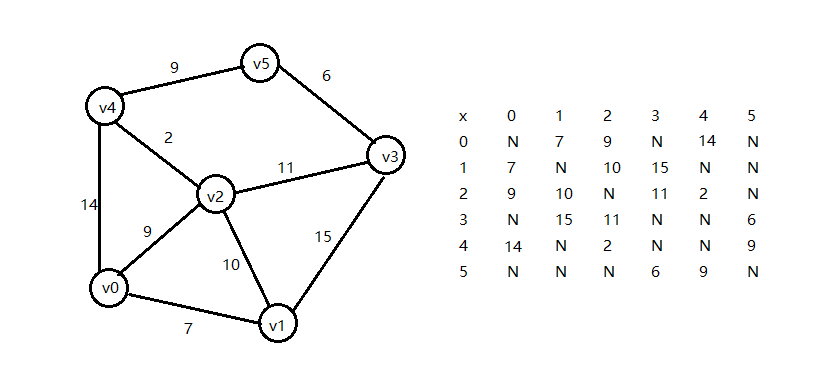 9
v5
6
v4
2
v3
11
v2
14
9
15
10
v0
v1
7
x 0 1 2 3 4 5
0 N 7 9 N 14 N
1 7 N 10 15 N N
2 9 10 N 11 2 N
3 N 15 11 N N 6
4 14 N 2 N N 9
5 N N N 6 9 N